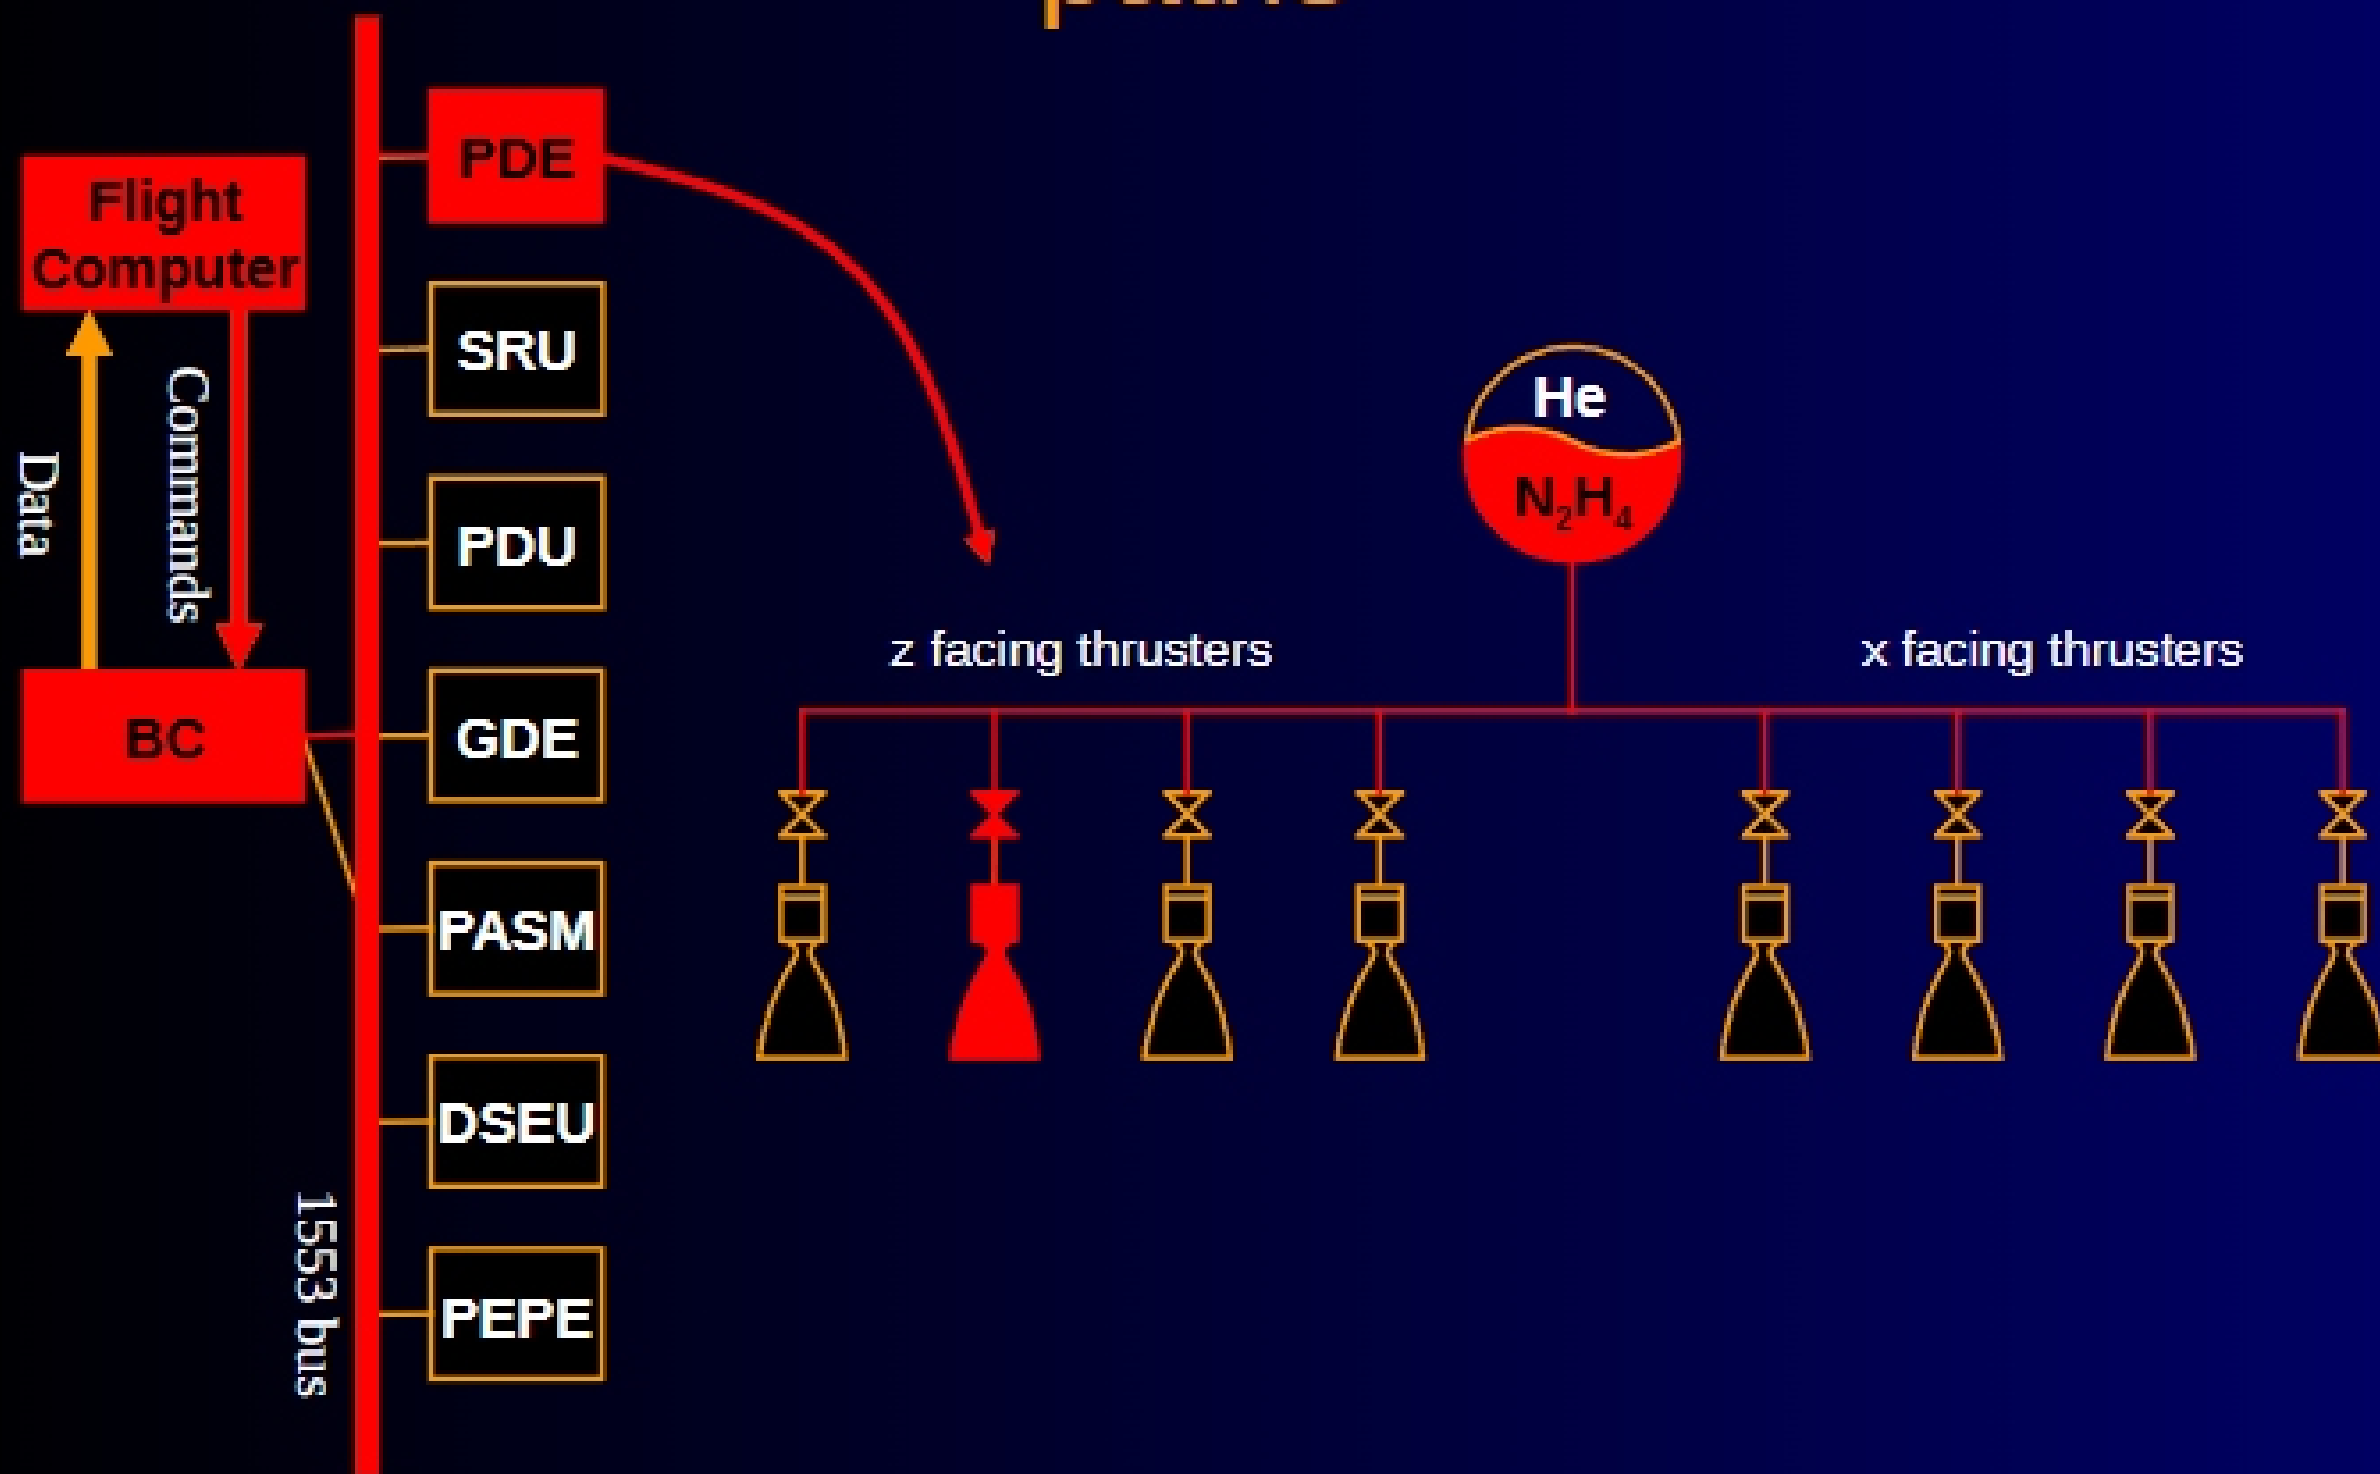 PDE
Flight
Computer
SRU
He
Commands
N₂H₄
Data
PDU
z facing thrusters
x facing thrusters
BC
GDE
PASM
DSEU
1553 bus
PEPE